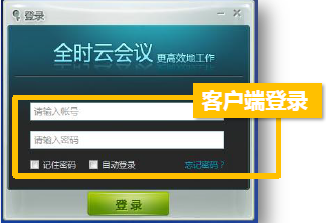 登录
全时云会议 更高效地工作
客户端登录
请输入账号
请输入密码
记住密码 自动登录 忘记密码？
登 录